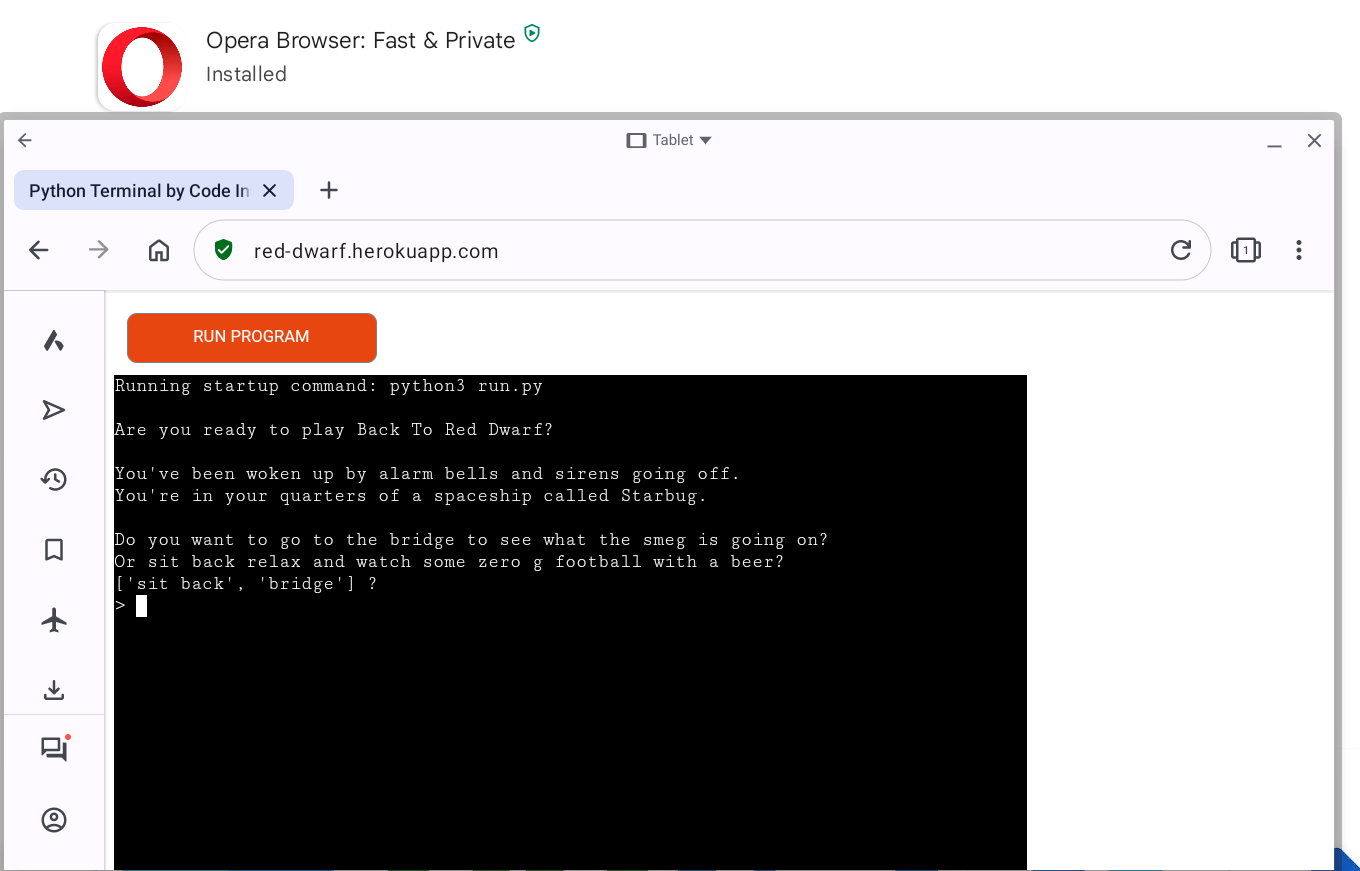 Opera Browser: Fast & Private
Installed
Tablet
Python Terminal by Code In
red-dwarf.herokuapp.com
1
RUN PROGRAM
Running startup command: python3 run.py
Are you ready to play Back To Red Dwarf?
You've been woken up by alarm bells and sirens going off.
You're in your quarters of a spaceship called Starbug.
Do you want to go to the bridge to see what the smeg is going on?
Or sit back relax and watch some zero g football with a beer?
['sit back', 'bridge'] ?
>